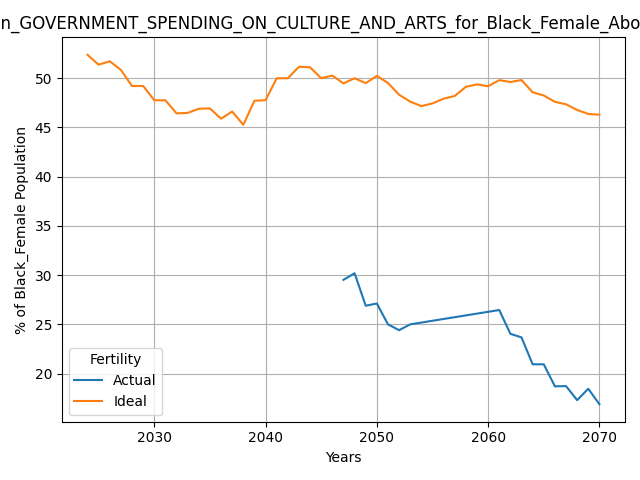 n_GOVERNMENT_SPENDING_ON_CULTURE_AND_ARTS_for_Black_Female_Abo
% of Black_Female Population
50
45
40
35
30
25
20
Fertility
Actual
Ideal
2030 2040 2050 2060 2070
Years